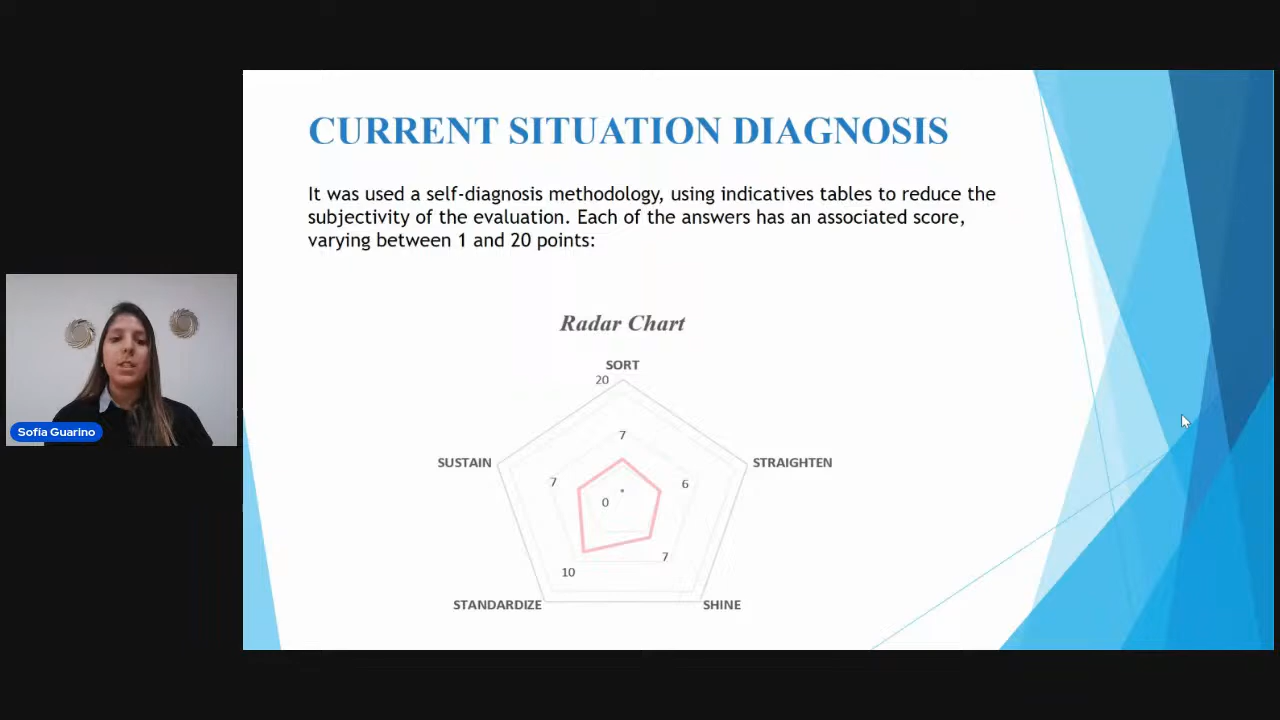 CURRENT SITUATION DIAGNOSIS
It was used a self-diagnosis methodology, using indicatives tables to reduce the
subjectivity of the evaluation. Each of the answers has an associated score,
varying between 1 and 20 points:
Radar Chart
SORT
20
7
SUSTAIN
STRAIGHTEN
7
6
0
7
10
STANDARDIZE
SHINE
Sofía Guarino